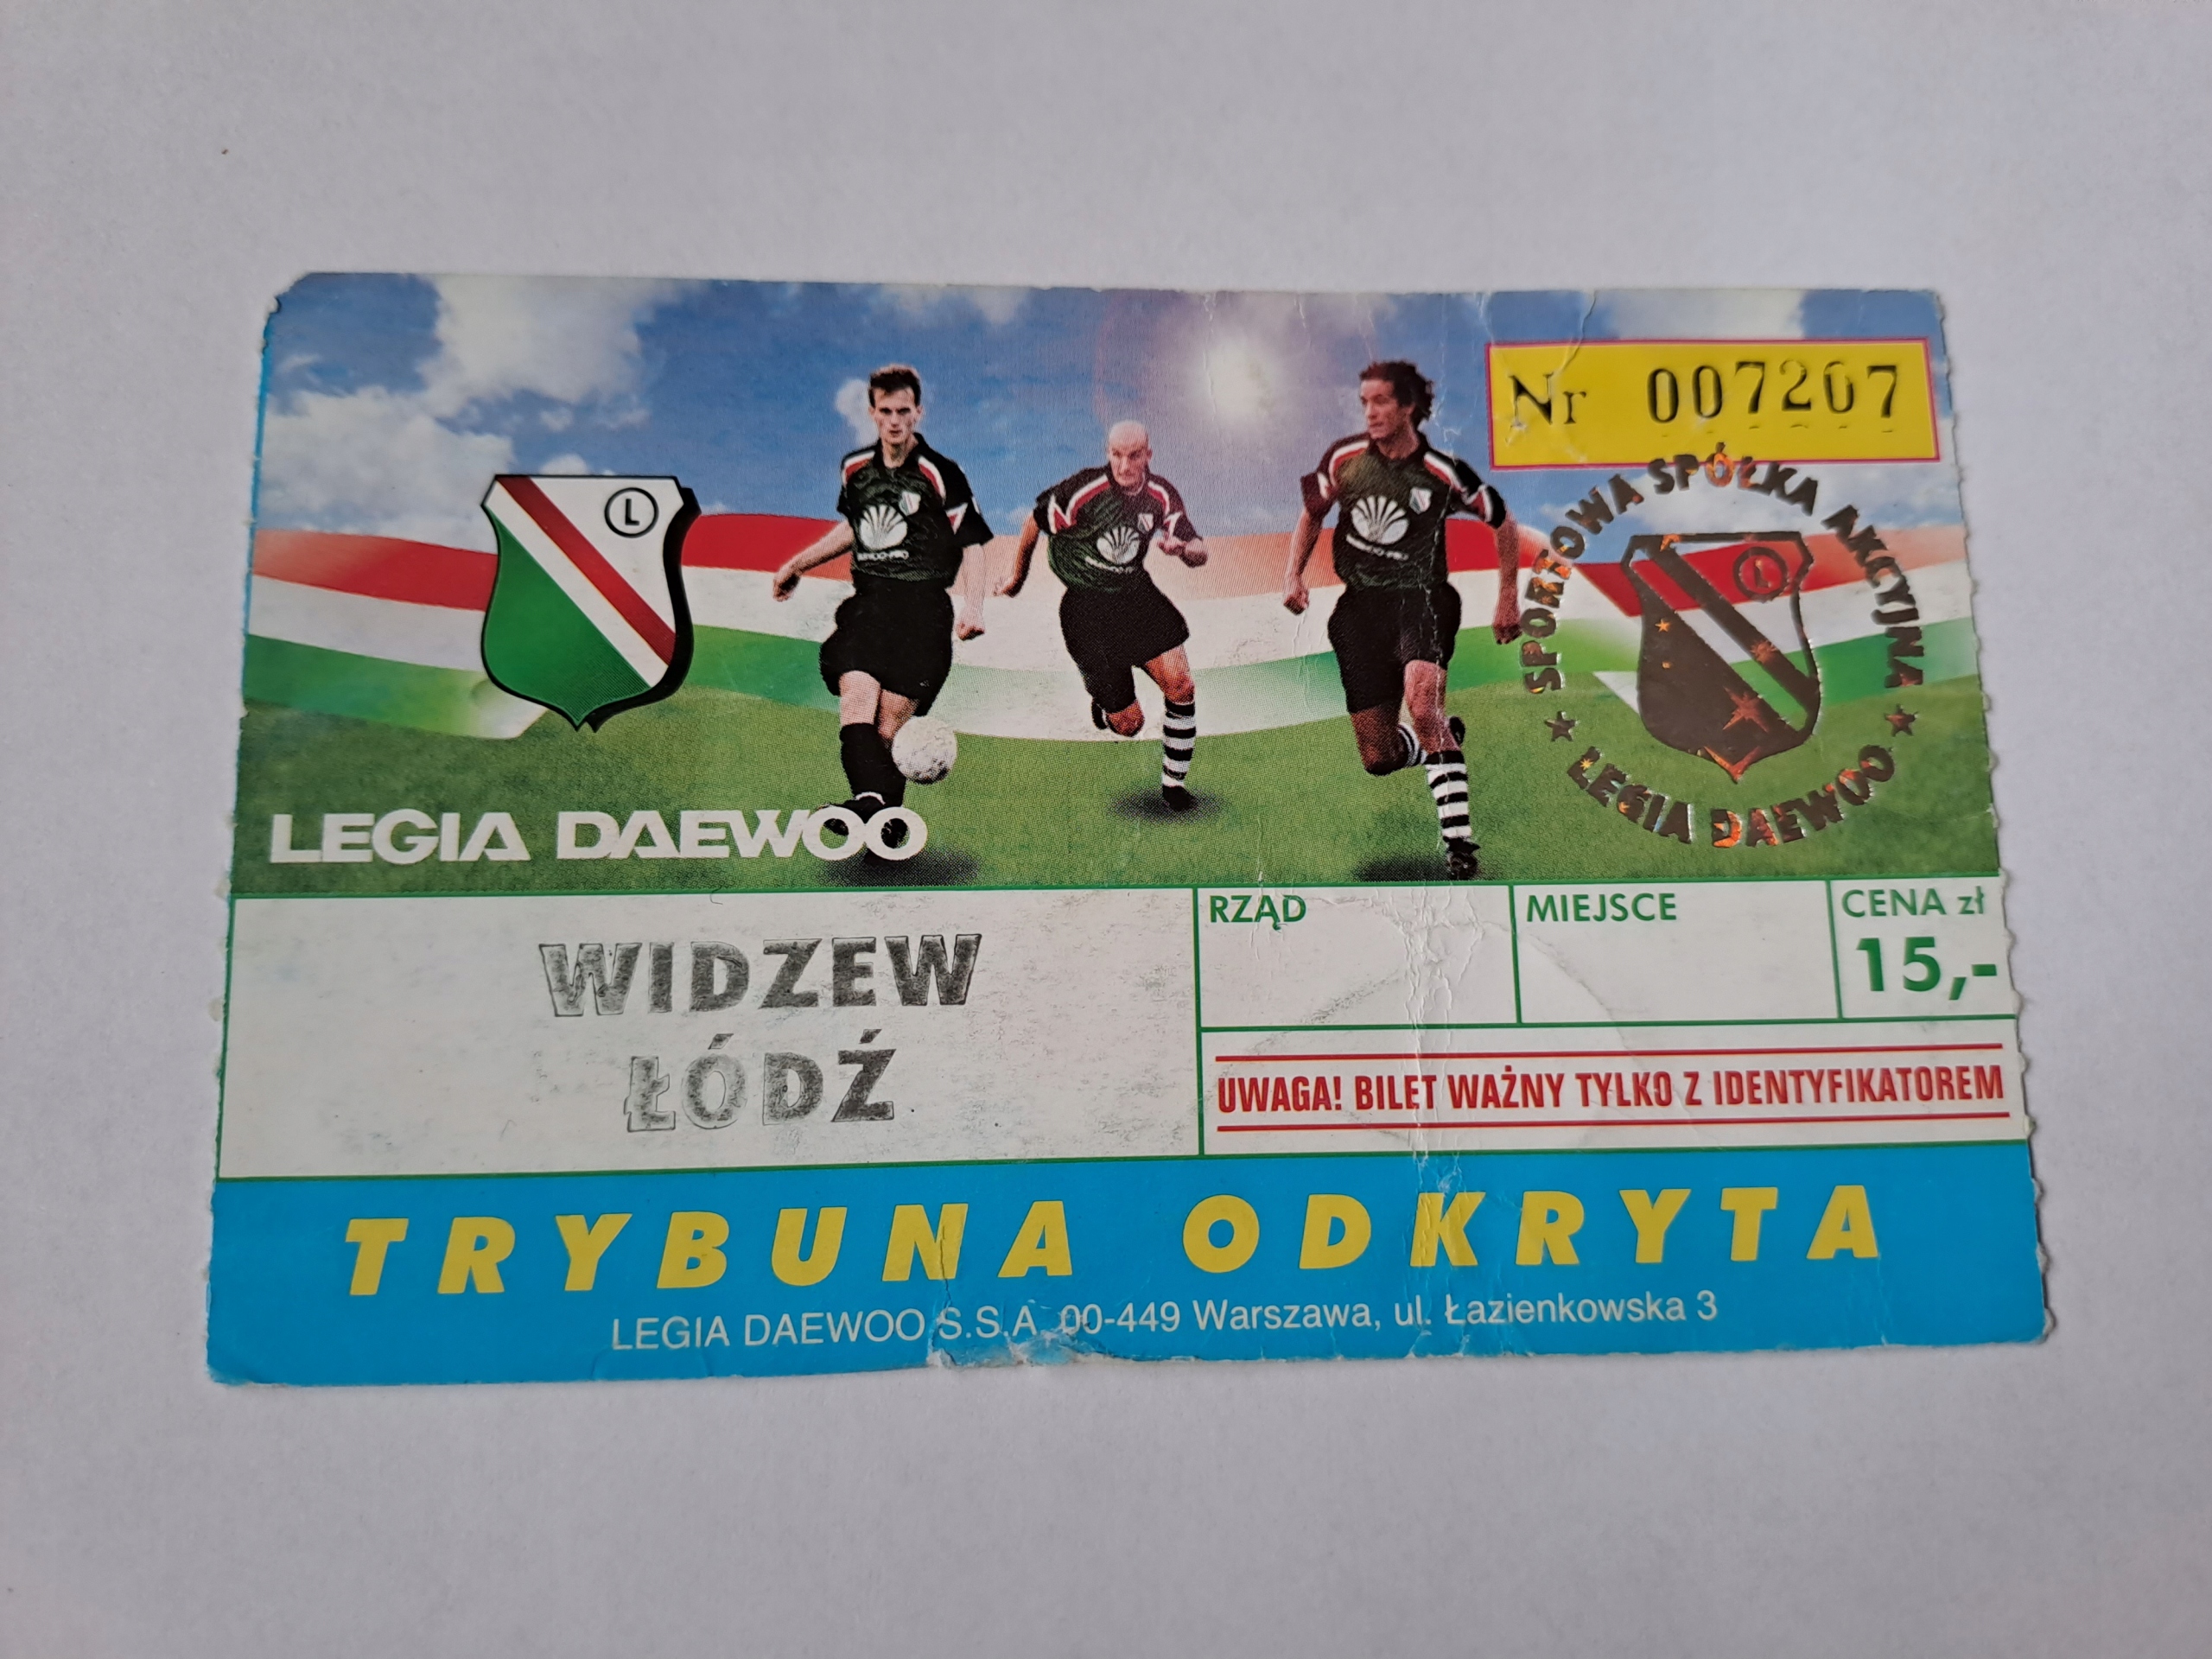 Nr 007207
SPORTOWA SPÓŁKA AKCYJNA
★ LEGIA DAEWOO ★
L
L
LEGIA DAEWOO
WIDZEW
ŁÓDŹ
RZĄD
MIEJSCE
CENA zł
15,-
UWAGA! BILET WAŻNY TYLKO Z IDENTYFIKATOREM
TRYBUNA ODKRYTA
LEGIA DAEWOO S.S.A. 00-449 Warszawa, ul. Łazienkowska 3